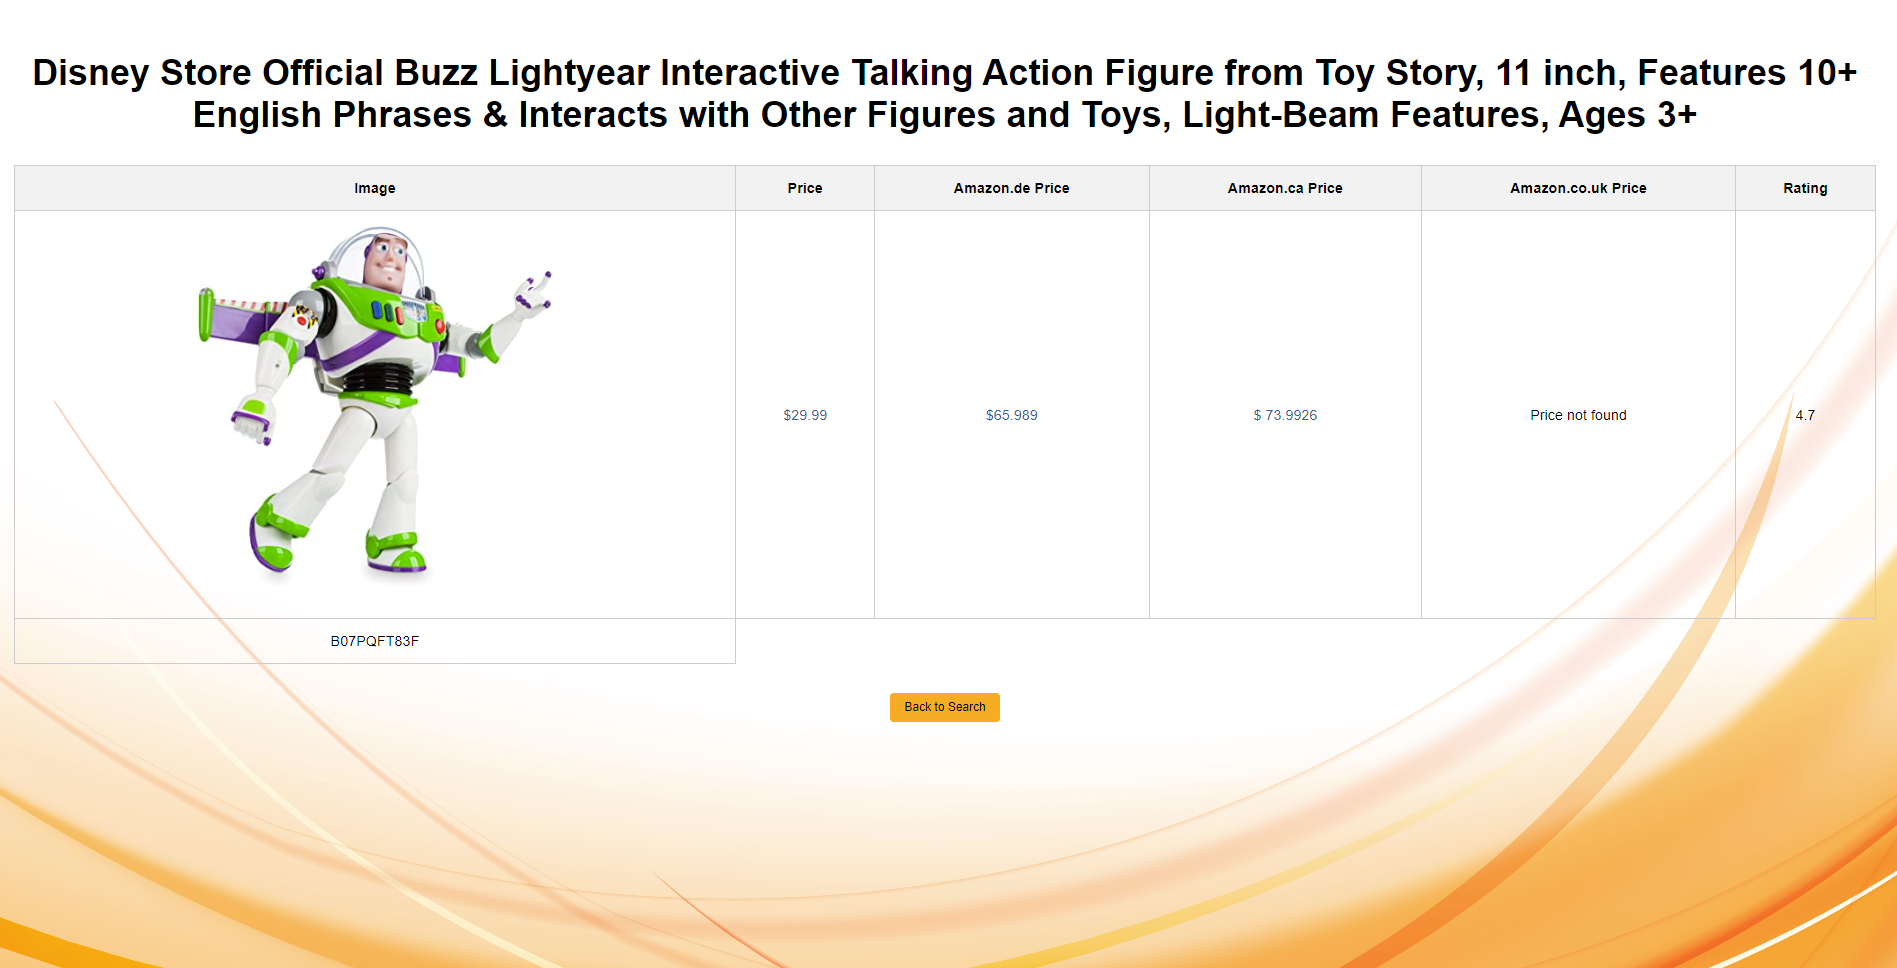 Disney Store Official Buzz Lightyear Interactive Talking Action Figure from Toy Story, 11 inch, Features 10+
English Phrases & Interacts with Other Figures and Toys, Light-Beam Features, Ages 3+
Image Price Amazon.de Price Amazon.ca Price Amazon.co.uk Price Rating
$29.99 $65.989 $ 73.9926 Price not found 4.7
B07PQFT83F
Back to Search